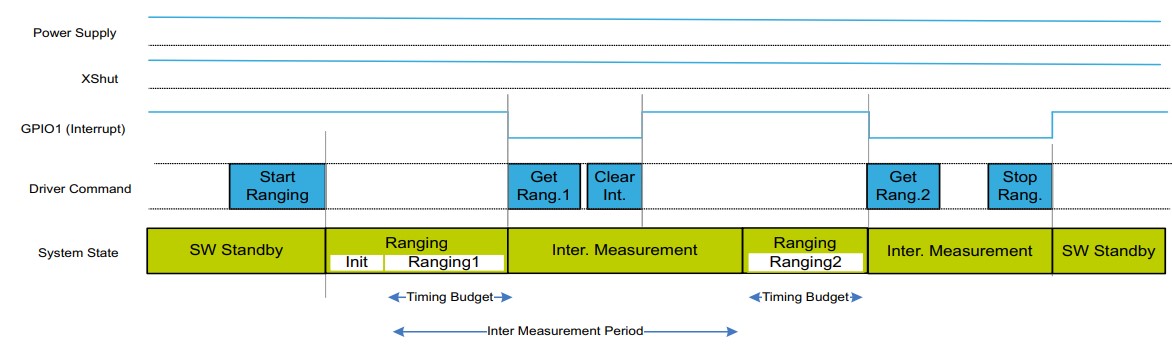 Power Supply
XShut
GPIO1 (Interrupt)
Driver Command
Start
Ranging
Get
Rang.1
Clear
Int.
Get
Rang.2
Stop
Rang.
System State
SW Standby
Ranging
Init
Ranging1
Inter. Measurement
Ranging
Ranging2
Inter. Measurement
SW Standby
Timing Budget
Timing Budget
Inter Measurement Period